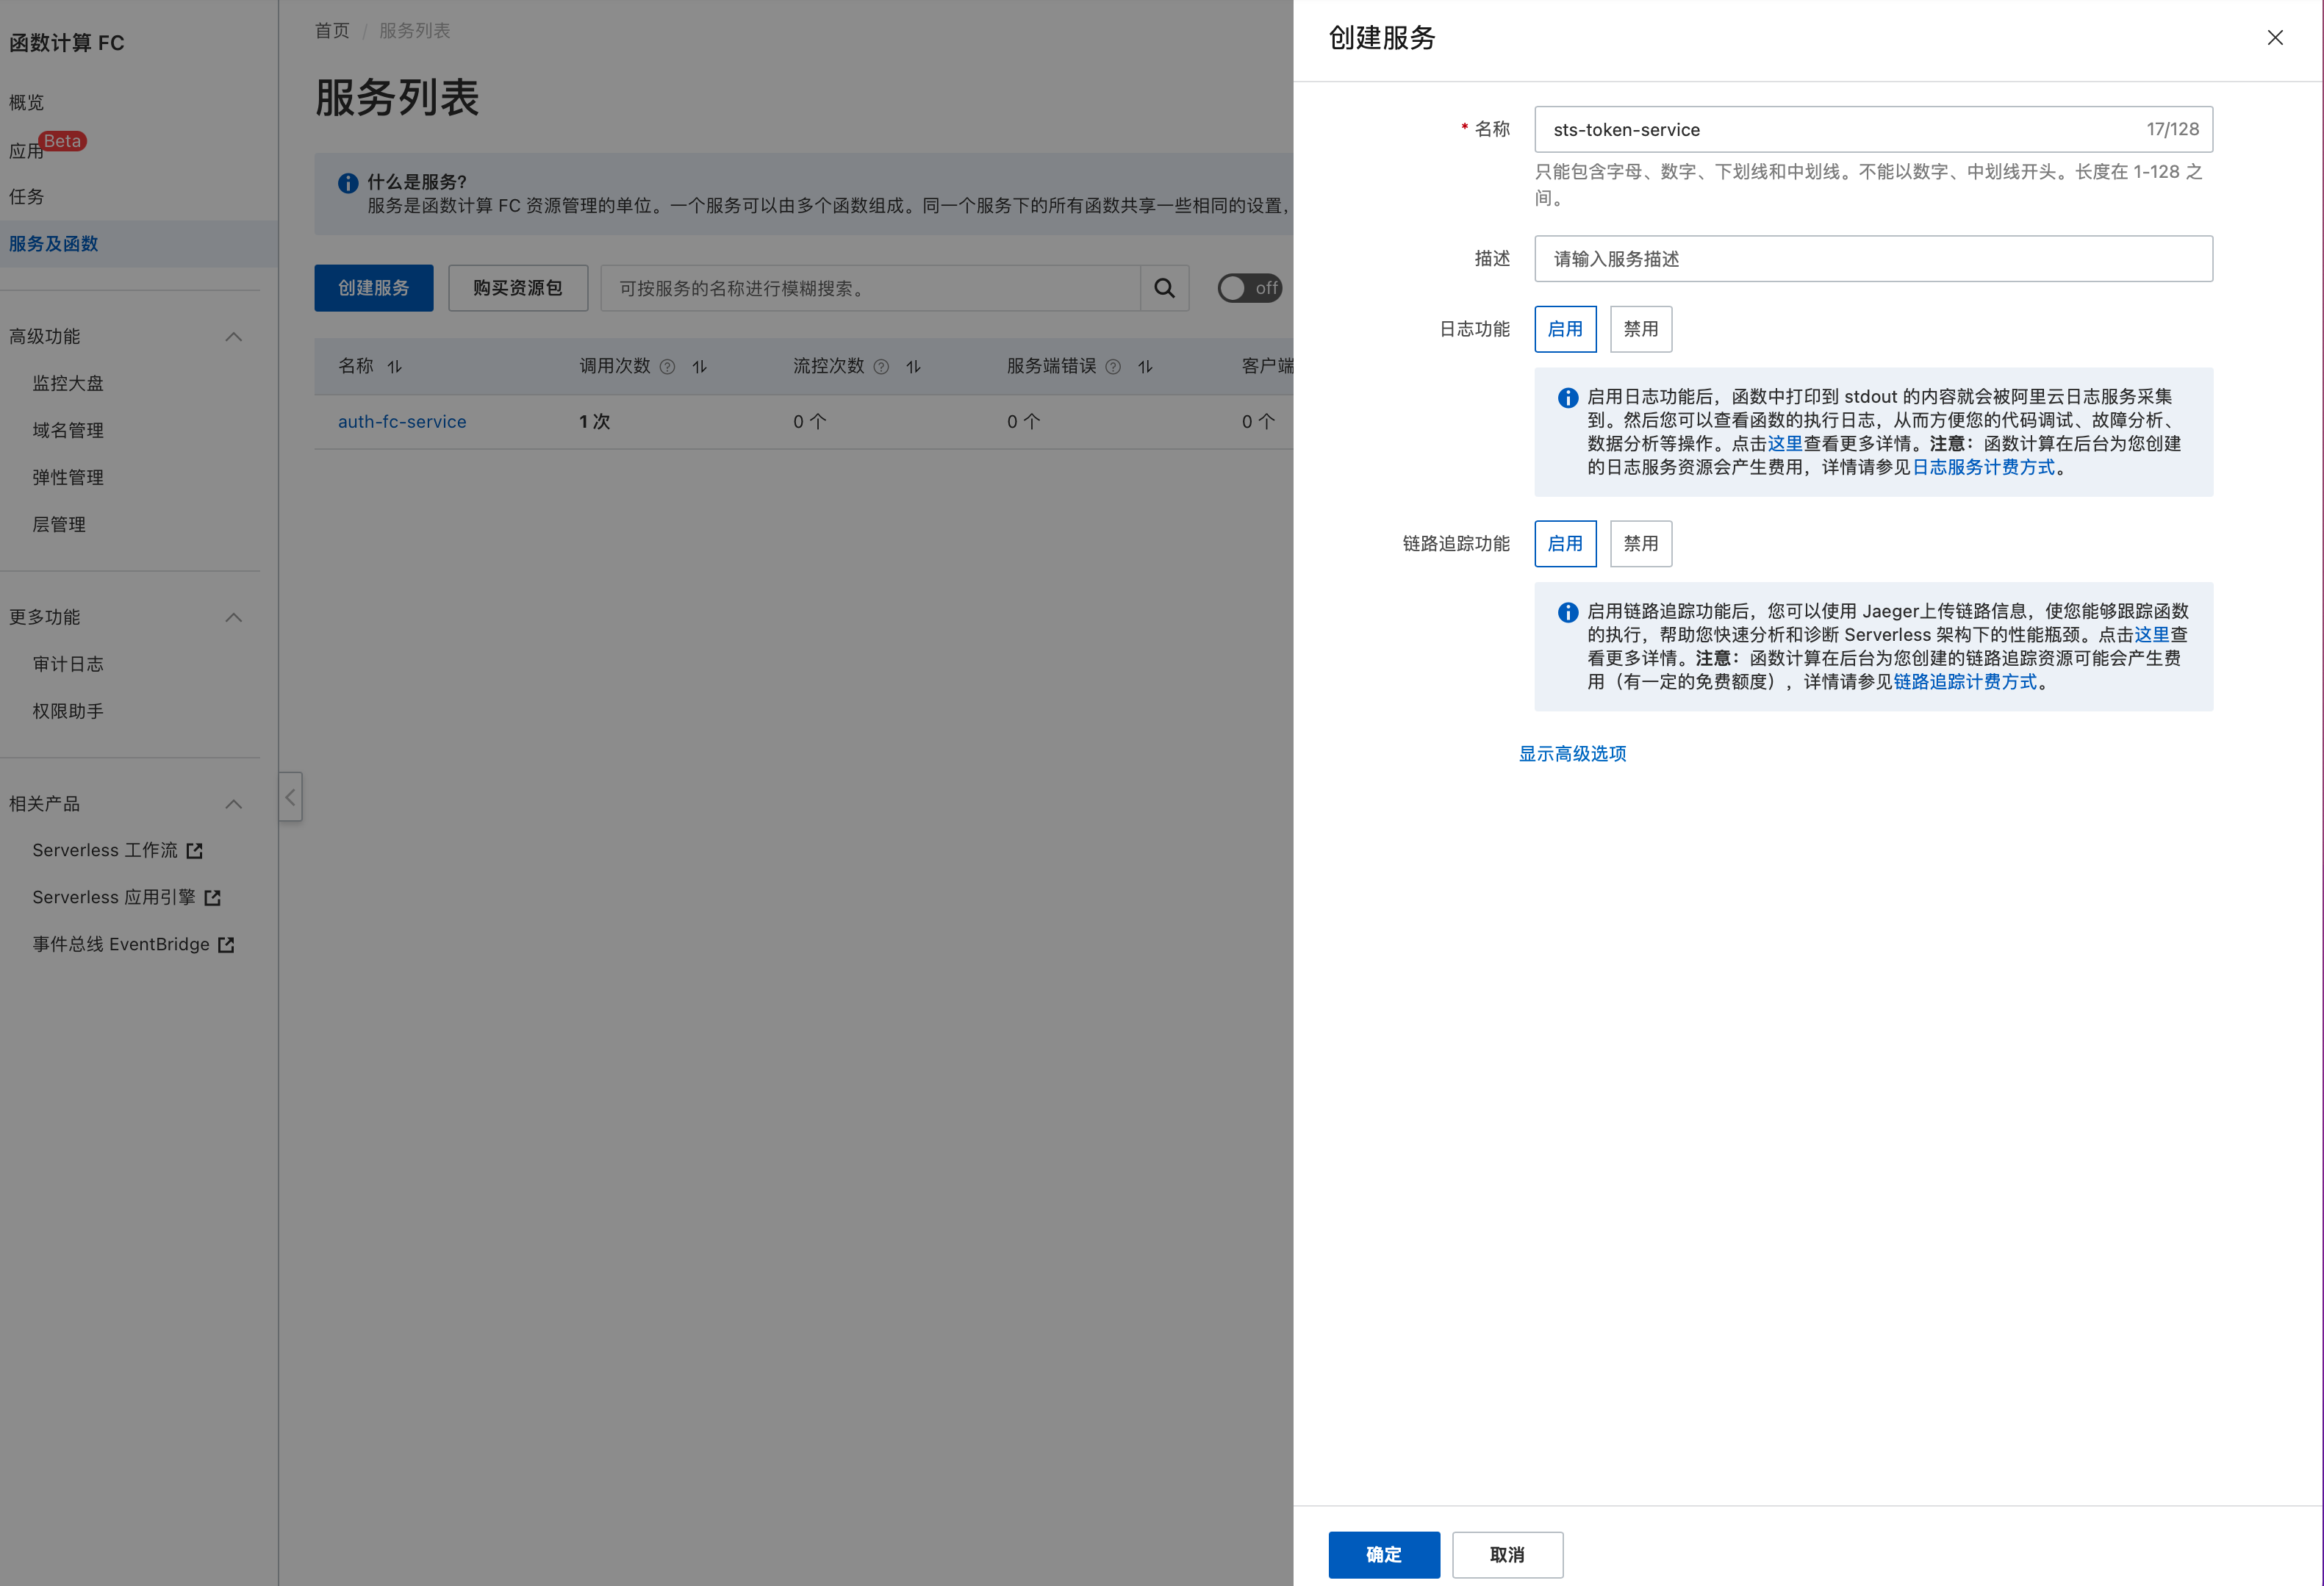 函数计算 FC
概览
应用 Beta
任务
服务及函数
高级功能
监控大盘
域名管理
弹性管理
层管理
更多功能
审计日志
权限助手
相关产品
Serverless 工作流
Serverless 应用引擎
事件总线 EventBridge
首页 / 服务列表
服务列表
什么是服务?
服务是函数计算 FC 资源管理的单位。一个服务可以由多个函数组成。同一个服务下的所有函数共享一些相同的设置，
创建服务 购买资源包 可按服务的名称进行模糊搜索。 off
名称 调用次数 流控次数 服务端错误 客户端
auth-fc-service 1 次 0 个 0 个 0 个
创建服务
* 名称 sts-token-service 17/128
只能包含字母、数字、下划线和中划线。不能以数字、中划线开头。长度在 1-128 之
间。
描述 请输入服务描述
日志功能 启用 禁用
启用日志功能后，函数中打印到 stdout 的内容就会被阿里云日志服务采集
到。然后您可以查看函数的执行日志，从而方便您的代码调试、故障分析、
数据分析等操作。点击这里查看更多详情。注意：函数计算在后台为您创建
的日志服务资源会产生费用，详情请参见日志服务计费方式。
链路追踪功能 启用 禁用
启用链路追踪功能后，您可以使用 Jaeger上传链路信息，使您能够跟踪函数
的执行，帮助您快速分析和诊断 Serverless 架构下的性能瓶颈。点击这里查
看更多详情。注意：函数计算在后台为您创建的链路追踪资源可能会产生费
用（有一定的免费额度），详情请参见链路追踪计费方式。
显示高级选项
确定 取消